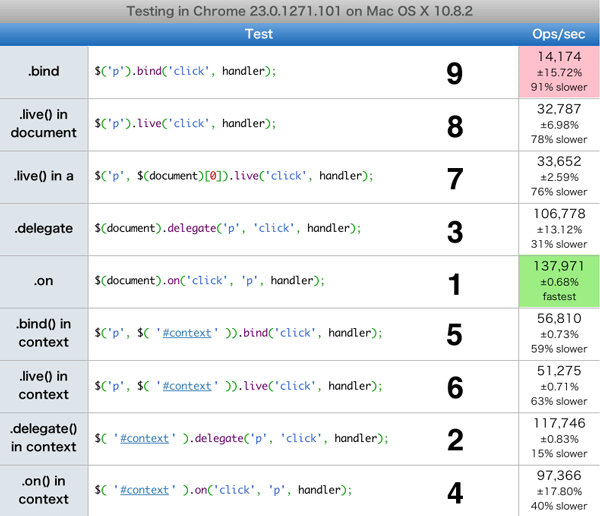 Testing in Chrome 23.0.1271.101 on Mac OS X 10.8.2
Test Ops/sec
.bind $('p').bind('click', handler); 9 14,174 ±15.72% 91% slower
.live() in document $('p').live('click', handler); 8 32,787 ±6.98% 78% slower
.live() in a $('p', $(document)[0]).live('click', handler); 7 33,652 ±2.59% 76% slower
.delegate $(document).delegate('p', 'click', handler); 3 106,778 ±13.12% 31% slower
.on $(document).on('click', 'p', handler); 1 137,971 ±0.68% fastest
.bind() in context $('p', $( '#context' )).bind('click', handler); 5 56,810 ±0.73% 59% slower
.live() in context $('p', $( '#context' )).live('click', handler); 6 51,275 ±0.71% 63% slower
.delegate() in context $( '#context' ).delegate('p', 'click', handler); 2 117,746 ±0.83% 15% slower
.on() in context $( '#context' ).on('click', 'p', handler); 4 97,366 ±17.80% 40% slower